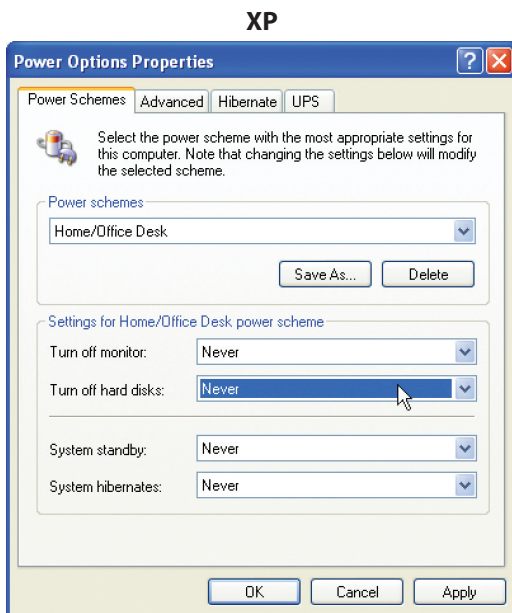 XP
Power Options Properties
Power Schemes Advanced Hibernate UPS
Select the power scheme with the most appropriate settings for
this computer. Note that changing the settings below will modify
the selected scheme.
Power schemes
Home/Office Desk
Save As... Delete
Settings for Home/Office Desk power scheme
Turn off monitor: Never
Turn off hard disks: Never
System standby: Never
System hibernates: Never
OK Cancel Apply